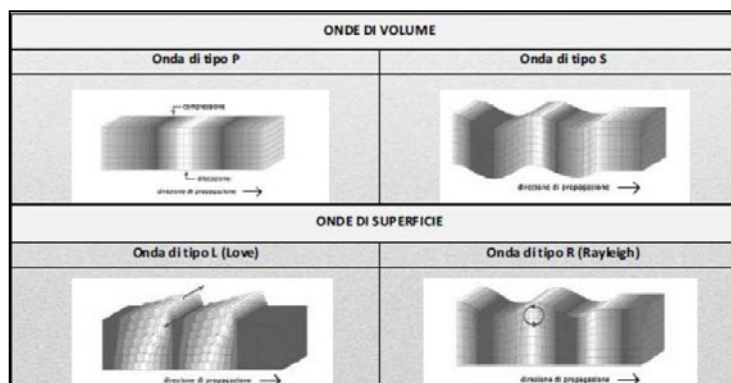 ONDE DI VOLUME
Onda di tipo P
Onda di tipo S
compressione
dilatazione
direzione di propagazione
direzione di propagazione
ONDE DI SUPERFICIE
Onda di tipo L (Love)
Onda di tipo R (Rayleigh)
direzione di propagazione
direzione di propagazione